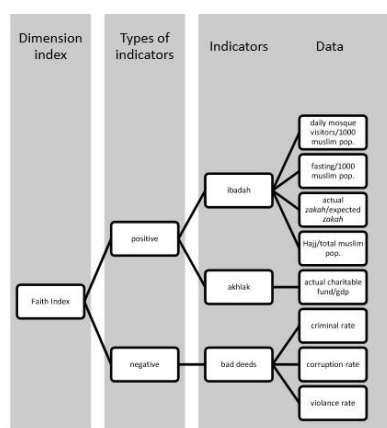 Dimension
index
Types of
indicators
Indicators
Data
daily mosque
visitors/1000
muslim pop.
fasting/1000
muslim pop.
ibadah
actual
zakah/expected
zakah
positive
Hajj/total muslim
pop.
akhlak
actual charitable
fund/gdp
Faith Index
criminal rate
negative
bad deeds
corruption rate
violance rate